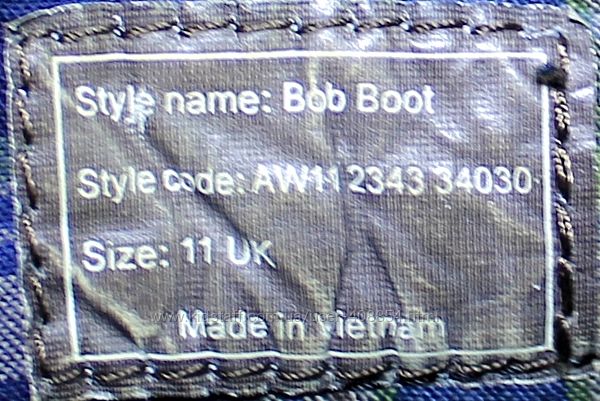 Style name: Bob Boot
Style code: AW11 2343 34030
Size: 11 UK
Made in Vietnam